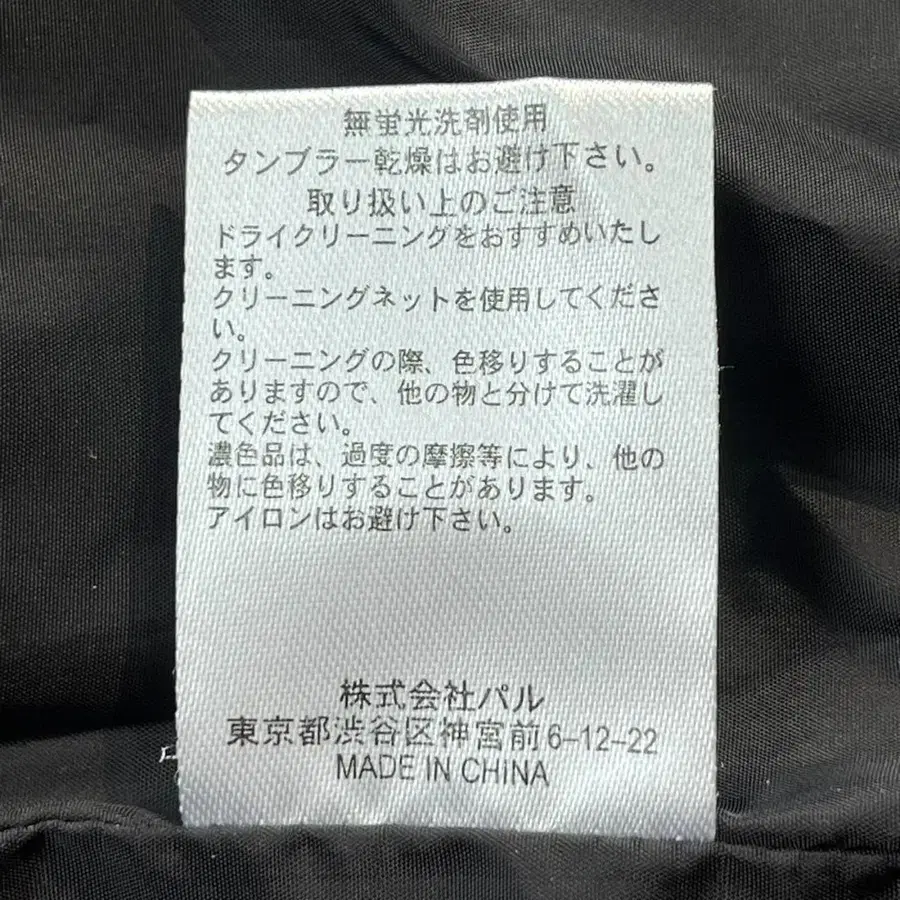 無蛍光洗剤使用
タンブラー乾燥はお避け下さい。
取り扱い上のご注意
ドライクリーニングをおすすめいたし
ます。
クリーニングネットを使用してくださ
い。
クリーニングの際、色移りすることが
ありますので、他の物と分けて洗濯し
てください。
濃色品は、過度の摩擦等により、他の
物に色移りすることがあります。
アイロンはお避け下さい。
株式会社パル
東京都渋谷区神宮前6-12-22
MADE IN CHINA